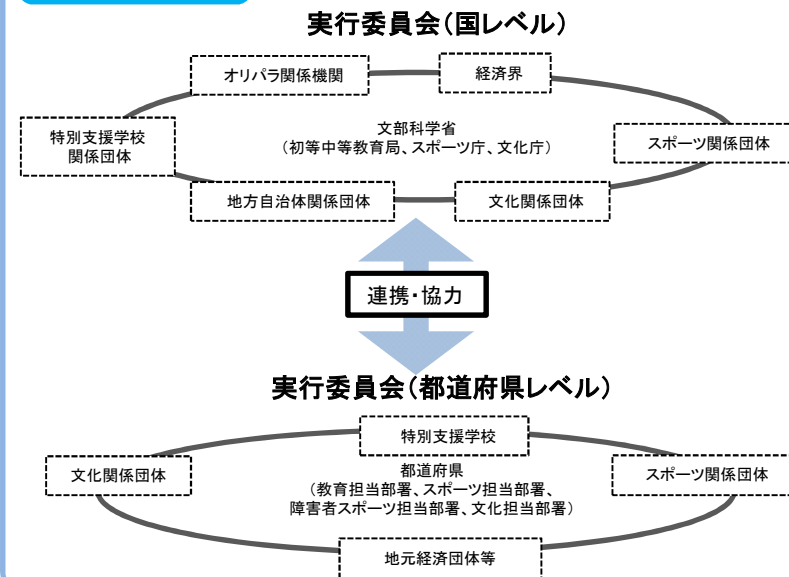 実行委員会(国レベル)
オリパラ関係機関
経済界
特別支援学校
関係団体
文部科学省
(初等中等教育局、スポーツ庁、文化庁)
スポーツ関係団体
地方自治体関係団体
文化関係団体
連携・協力
実行委員会(都道府県レベル)
特別支援学校
文化関係団体
都道府県
(教育担当部署、スポーツ担当部署、
障害者スポーツ担当部署、文化担当部署)
スポーツ関係団体
地元経済団体等